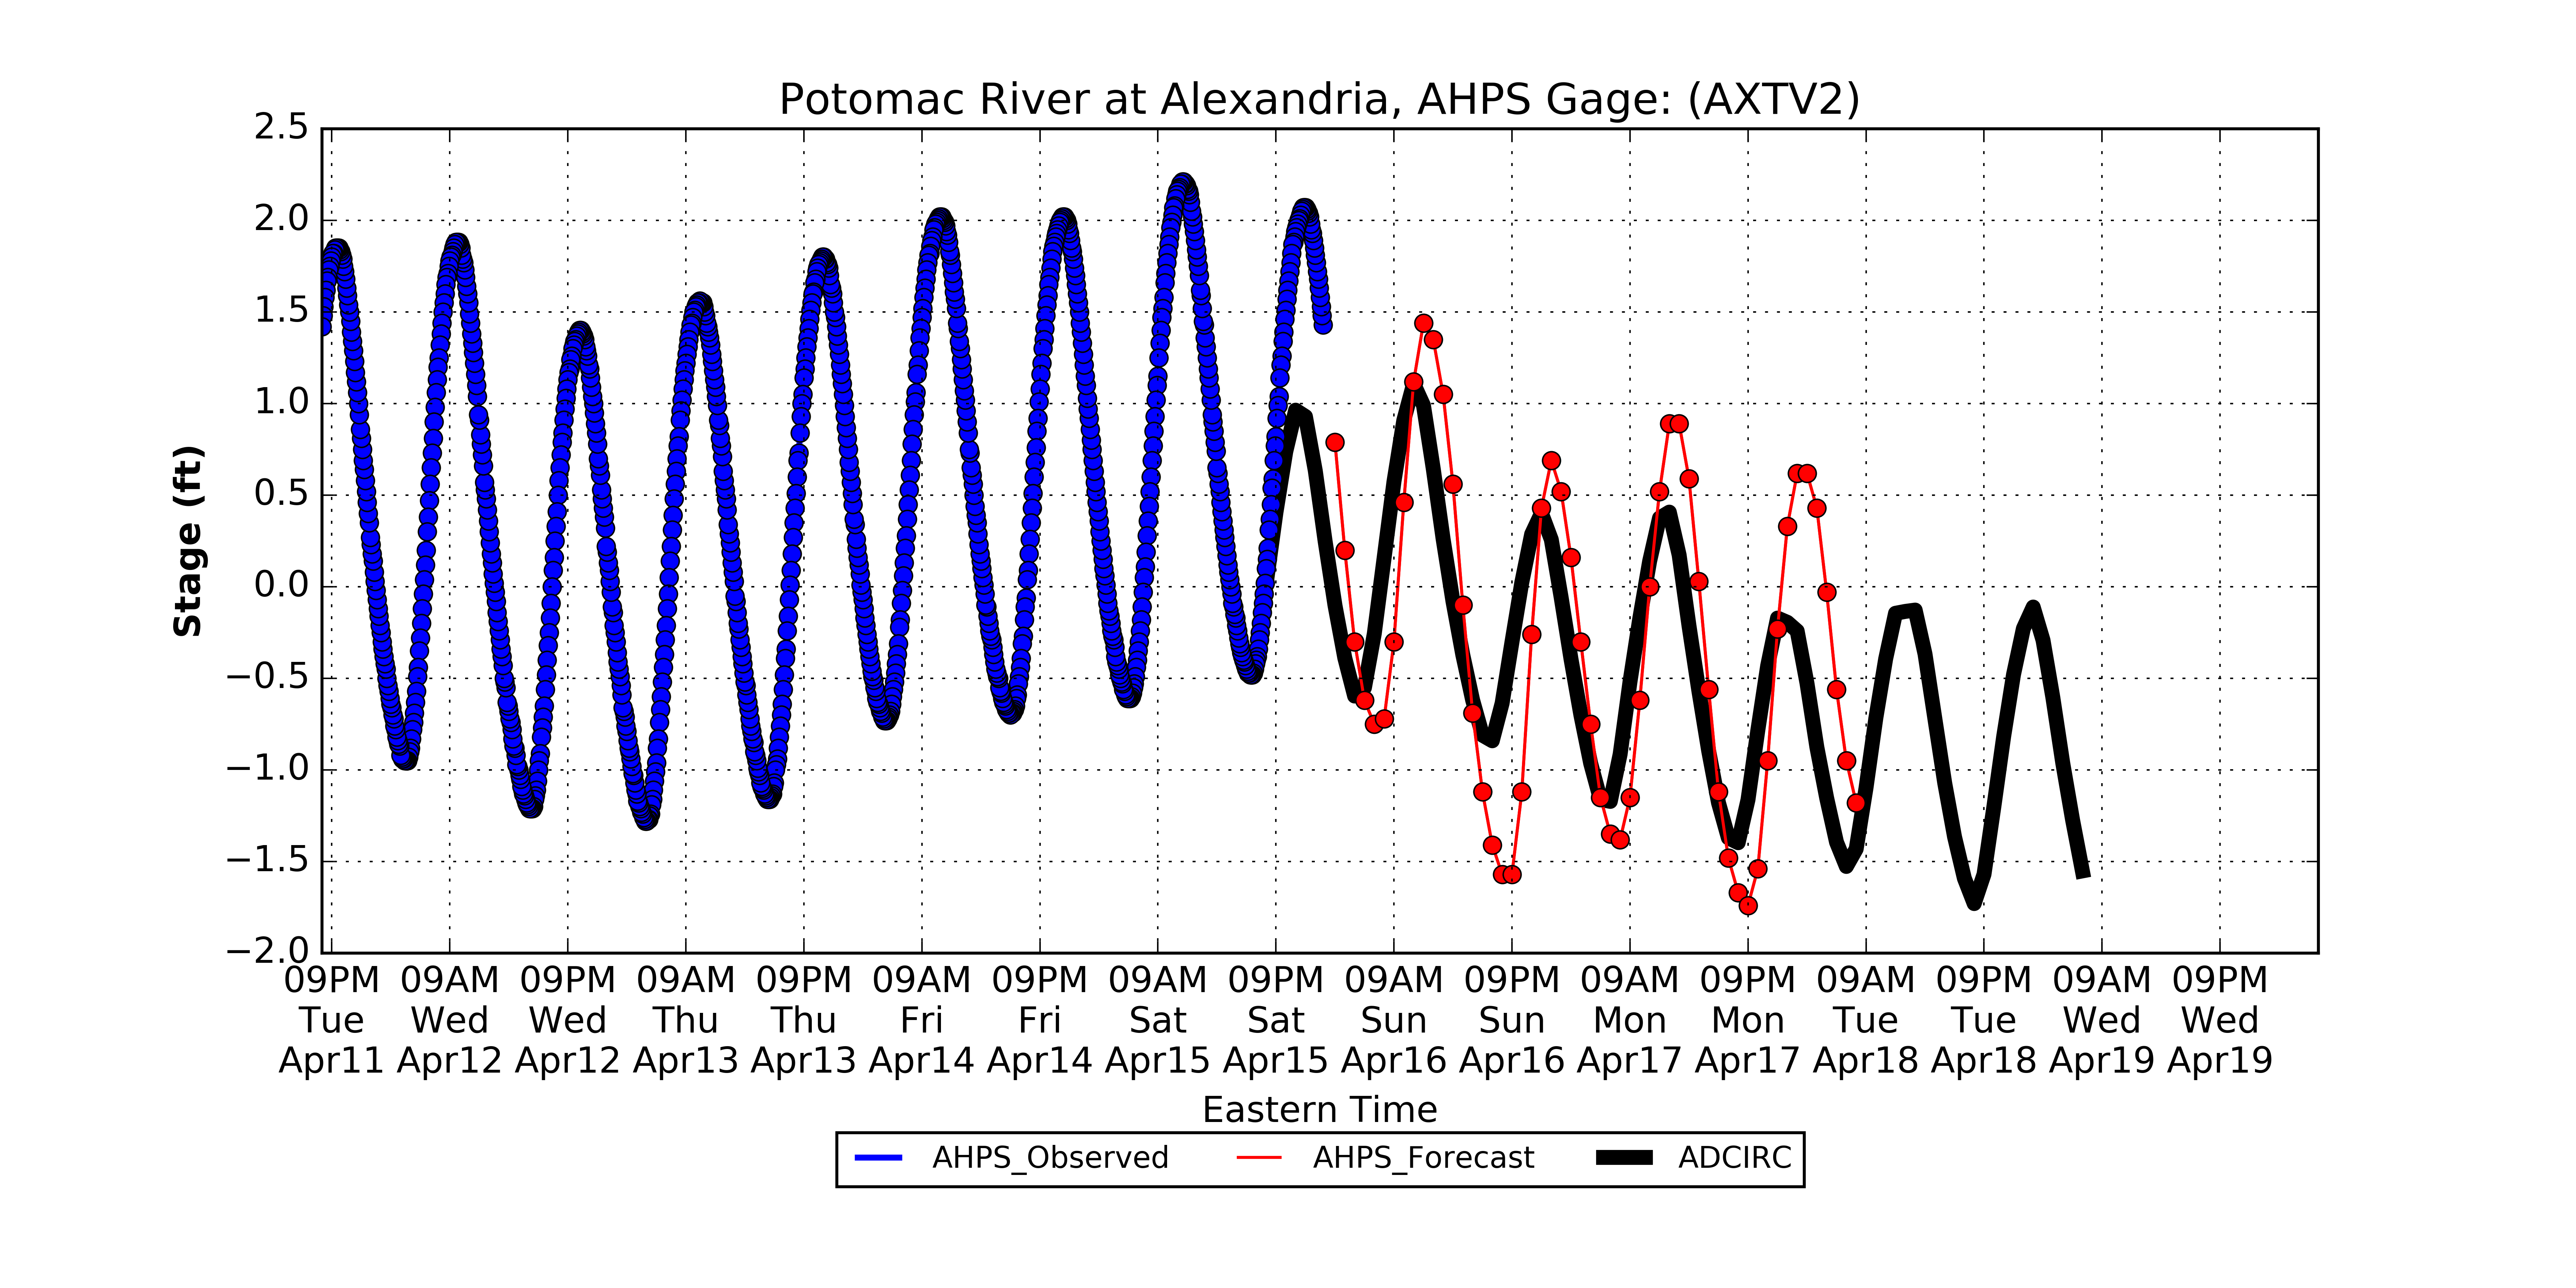 Potomac River at Alexandria, AHPS Gage: (AXTV2)
2.5
2.0
1.5
1.0
0.5
0.0
−0.5
−1.0
−1.5
−2.0
Stage (ft)
09PM 09AM 09PM 09AM 09PM 09AM 09PM 09AM 09PM 09AM 09PM 09AM 09PM 09AM 09PM 09AM 09PM
Tue Wed Wed Thu Thu Fri Fri Sat Sat Sun Sun Mon Mon Tue Tue Wed Wed
Apr11 Apr12 Apr12 Apr13 Apr13 Apr14 Apr14 Apr15 Apr15 Apr16 Apr16 Apr17 Apr17 Apr18 Apr18 Apr19 Apr19
Eastern Time
AHPS_Observed AHPS_Forecast ADCIRC